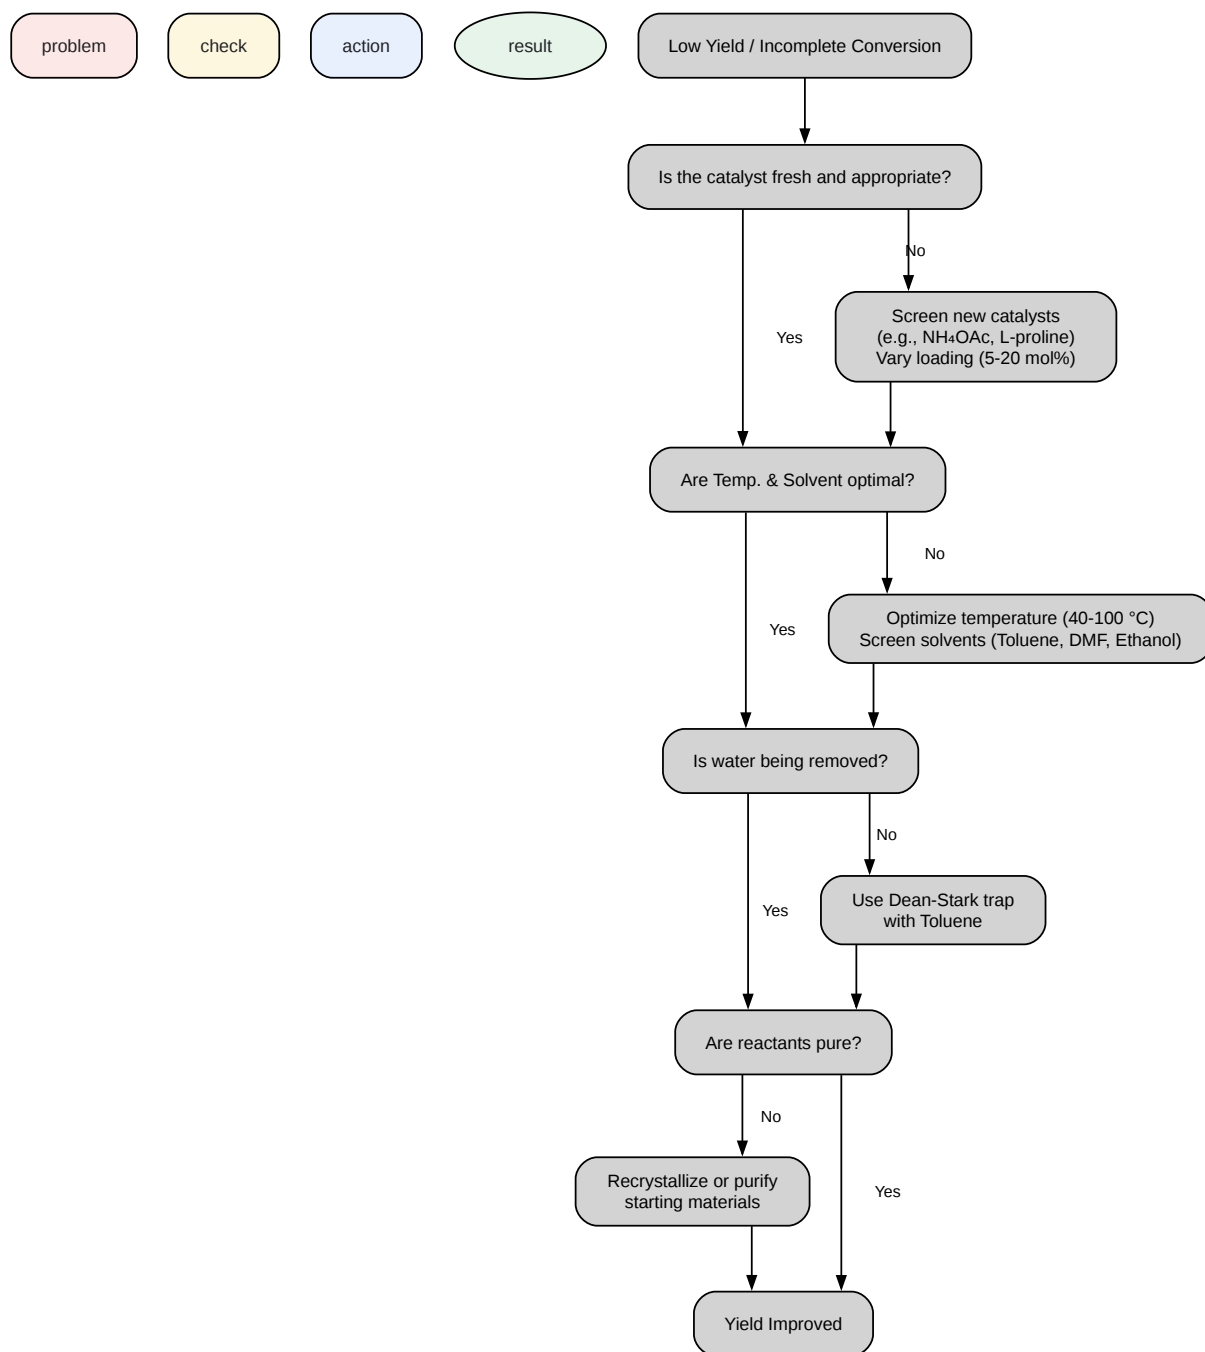 problem
check
action
result
Low Yield / Incomplete Conversion
Is the catalyst fresh and appropriate?
No
Screen new catalysts
(e.g., NH₄OAc, L-proline)
Vary loading (5-20 mol%)
Yes
Are Temp. & Solvent optimal?
No
Optimize temperature (40-100 °C)
Screen solvents (Toluene, DMF, Ethanol)
Yes
Is water being removed?
No
Use Dean-Stark trap
with Toluene
Yes
Are reactants pure?
No
Recrystallize or purify
starting materials
Yes
Yield Improved